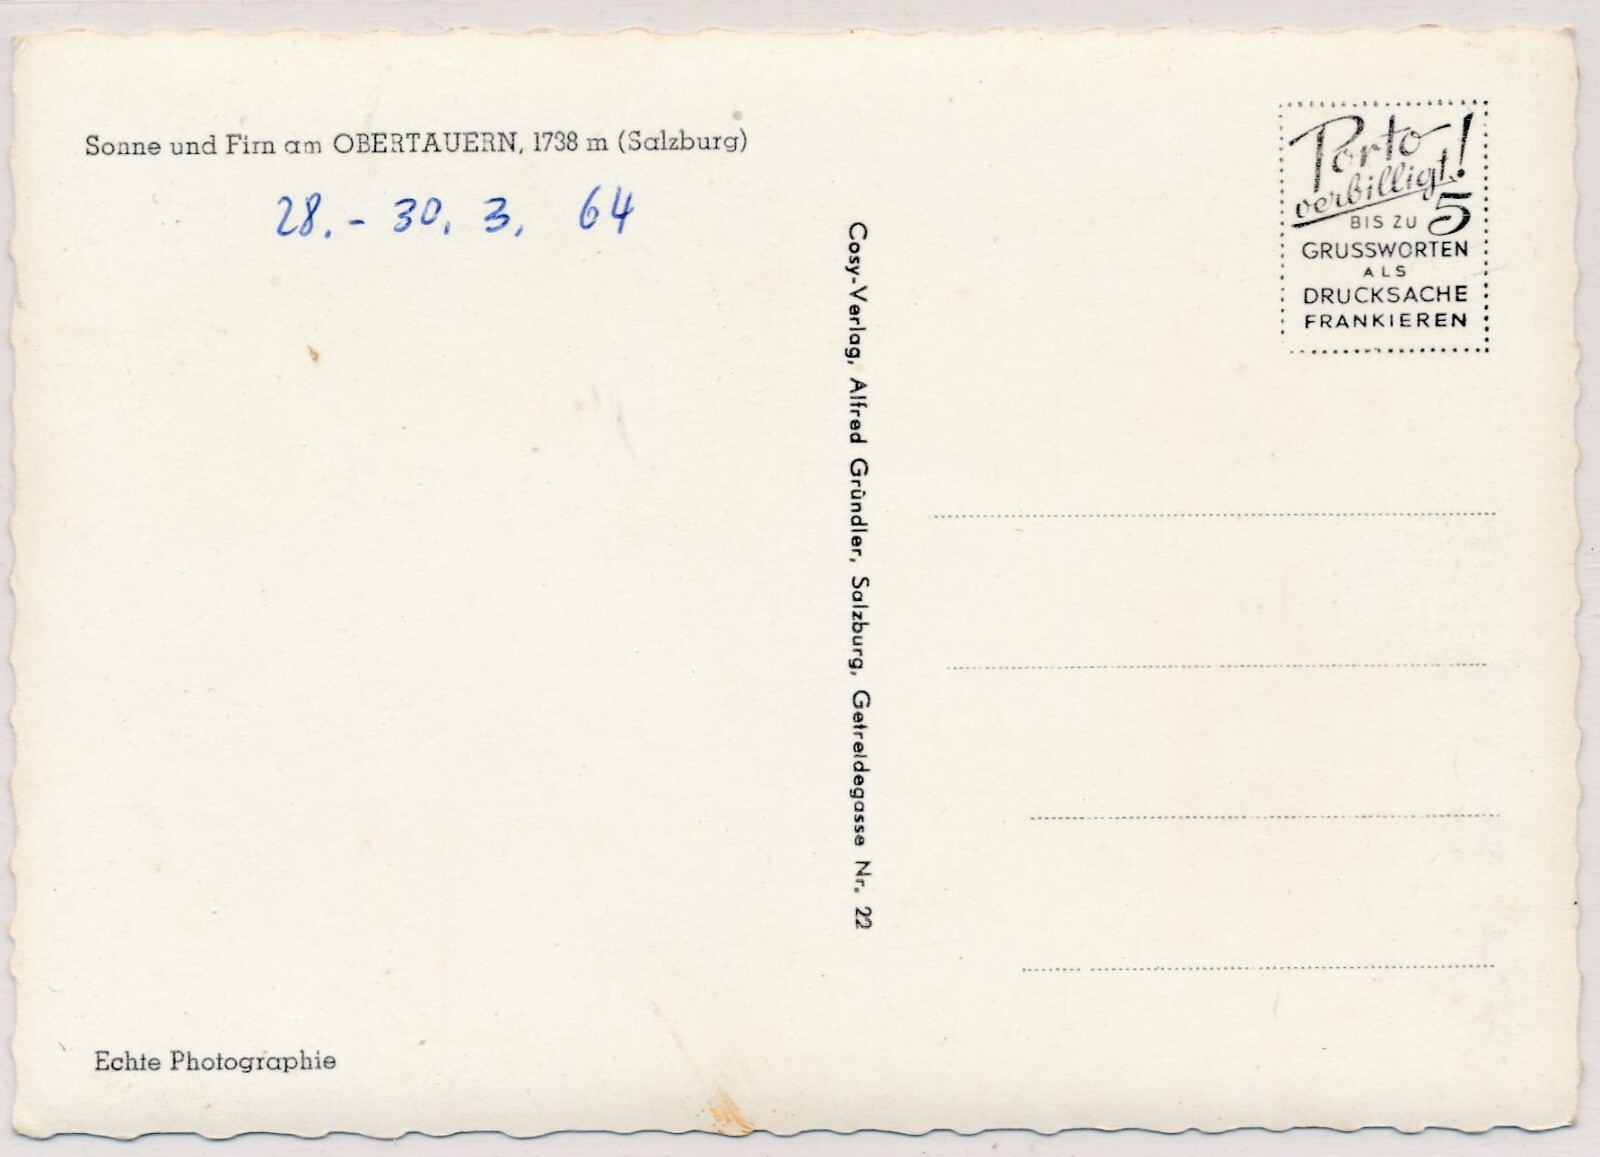 Sonne und Firn am OBERTAUERN, 1738 m (Salzburg)
28. - 30. 3. 64
Echte Photographie
Cosy-Verlag, Alfred Gründler, Salzburg, Getreidegasse Nr. 22
Porto
verbilligt!
BIS ZU 5
GRUSSWORTEN
ALS
DRUCKSACHE
FRANKIEREN